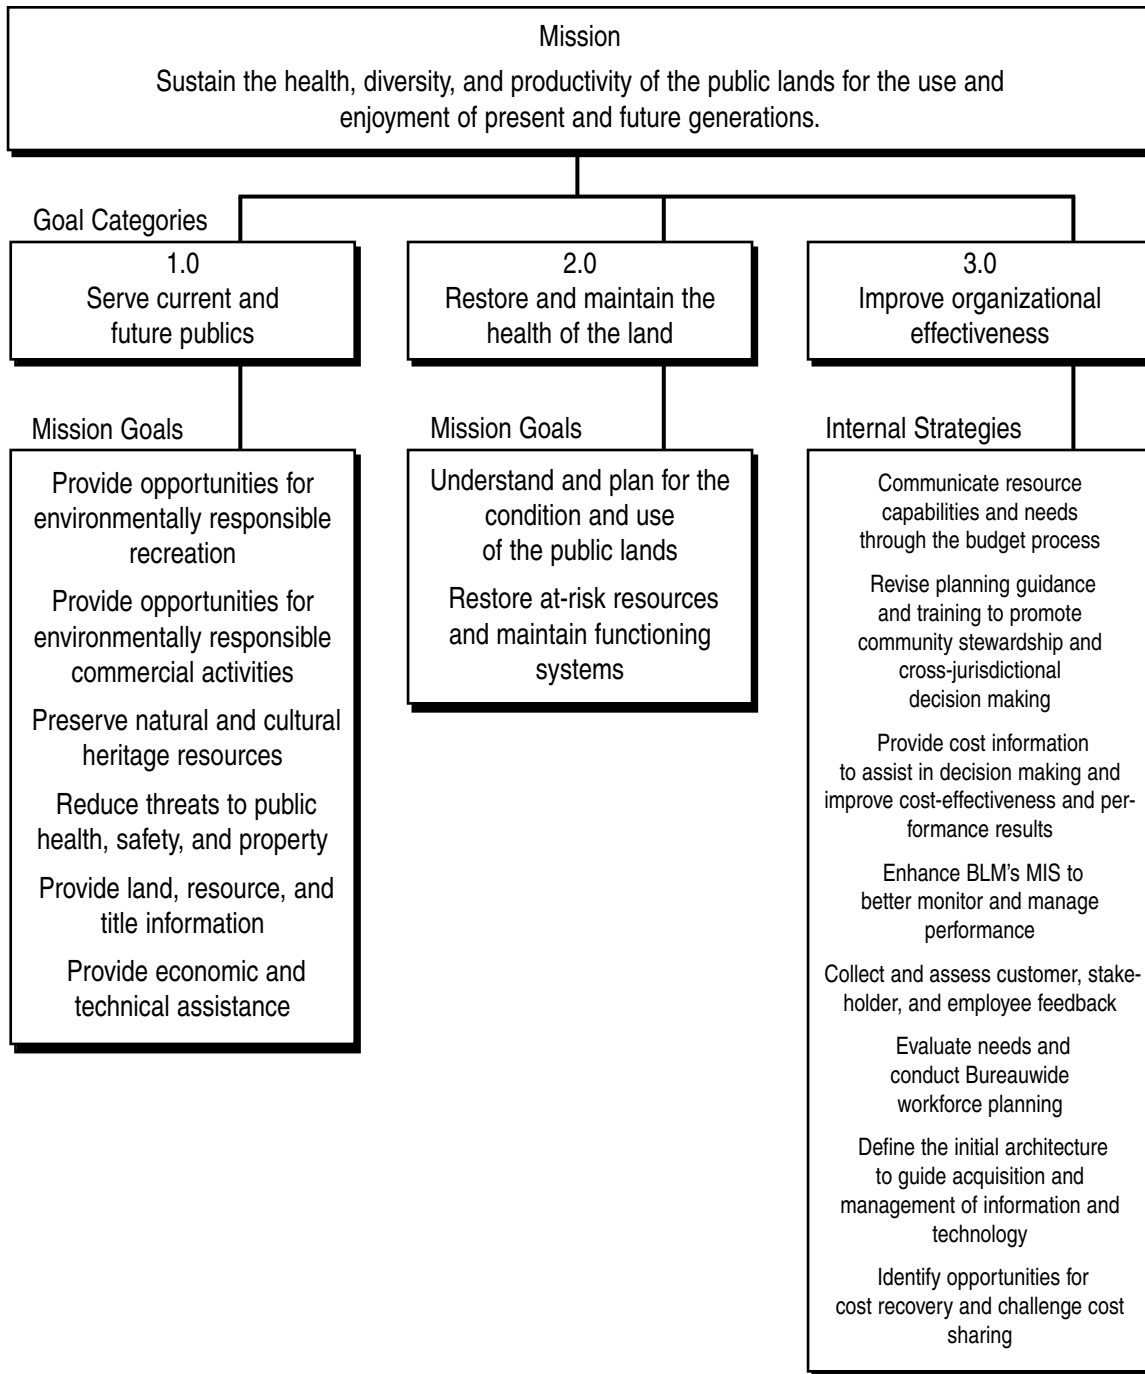 Mission
Sustain the health, diversity, and productivity of the public lands for the use and
enjoyment of present and future generations.
Goal Categories
1.0
Serve current and
future publics
2.0
Restore and maintain the
health of the land
3.0
Improve organizational
effectiveness
Mission Goals
Provide opportunities for
environmentally responsible
recreation
Provide opportunities for
environmentally responsible
commercial activities
Preserve natural and cultural
heritage resources
Reduce threats to public
health, safety, and property
Provide land, resource, and
title information
Provide economic and
technical assistance
Mission Goals
Understand and plan for the
condition and use
of the public lands
Restore at-risk resources
and maintain functioning
systems
Internal Strategies
Communicate resource
capabilities and needs
through the budget process
Revise planning guidance
and training to promote
community stewardship and
cross-jurisdictional
decision making
Provide cost information
to assist in decision making and
improve cost-effectiveness and per-
formance results
Enhance BLM's MIS to
better monitor and manage
performance
Collect and assess customer, stake-
holder, and employee feedback
Evaluate needs and
conduct Bureauwide
workforce planning
Define the initial architecture
to guide acquisition and
management of information and
technology
Identify opportunities for
cost recovery and challenge cost
sharing